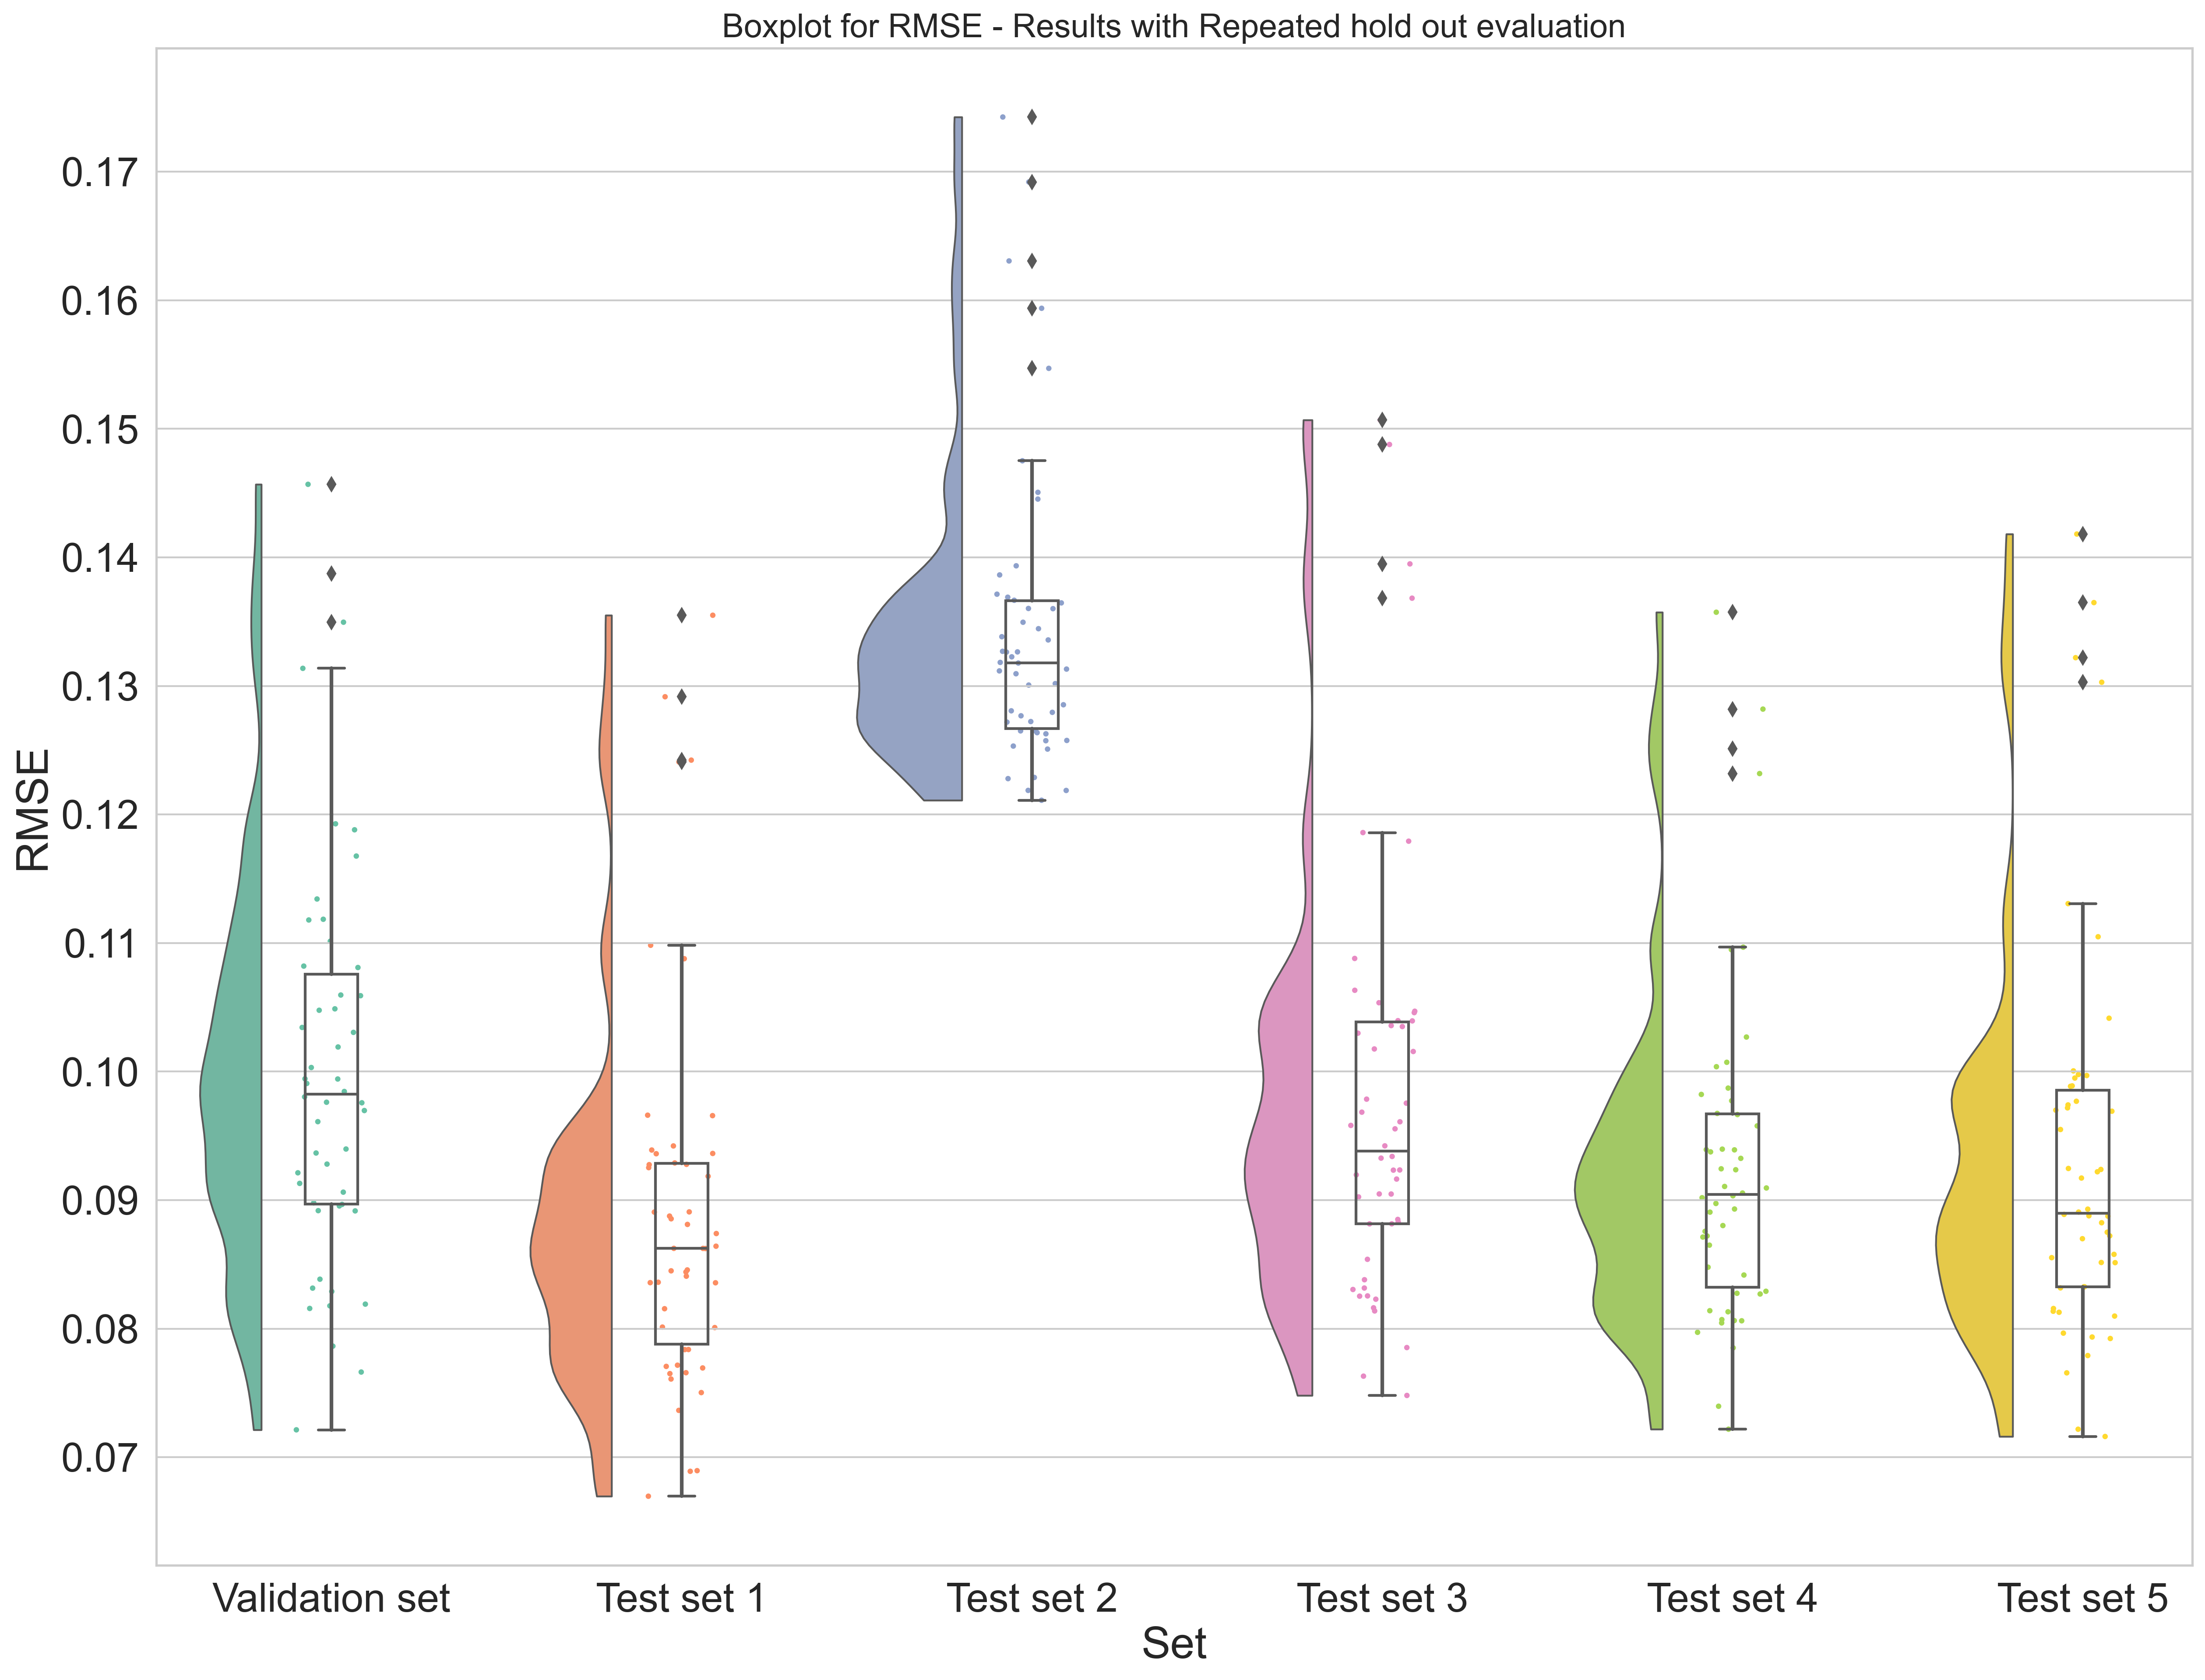 Boxplot for RMSE - Results with Repeated hold out evaluation
RMSE
0.17
0.16
0.15
0.14
0.13
0.12
0.11
0.10
0.09
0.08
0.07
Validation set
Test set 1
Test set 2
Test set 3
Test set 4
Test set 5
Set